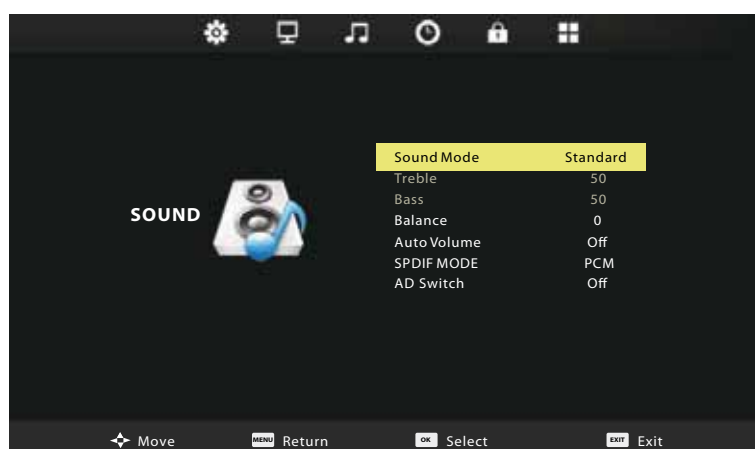 Sound Mode Standard
Treble 50
Bass 50
SOUND
Balance 0
Auto Volume Off
SPDIF MODE PCM
AD Switch Off
Move MENU Return OK Select EXIT Exit